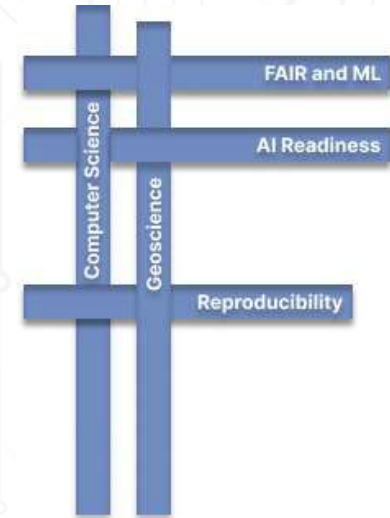 FAIR and ML
AI Readiness
Computer Science
Geoscience
Reproducibility